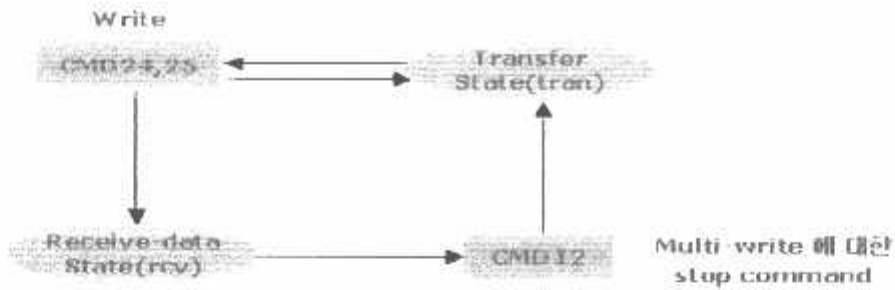 Write
CMD24,25
Transfer
State(tran)
Receive-data
State(rcv)
CMD12
Multi-write 에 대한
stop command